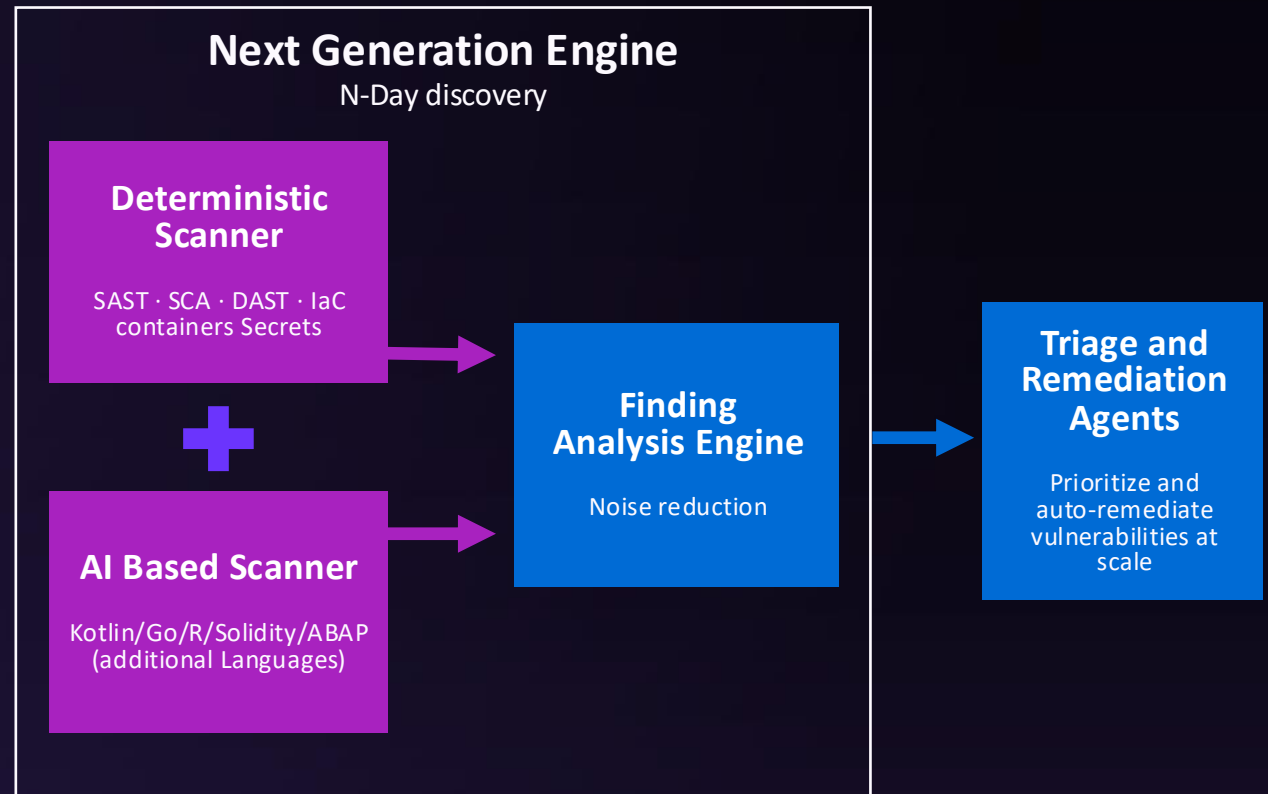 Next Generation Engine
N-Day discovery
Deterministic
Scanner
SAST · SCA · DAST · IaC
containers Secrets
AI Based Scanner
Kotlin/Go/R/Solidity/ABAP
(additional Languages)
Finding
Analysis Engine
Noise reduction
Triage and
Remediation
Agents
Prioritize and
auto-remediate
vulnerabilities at
scale